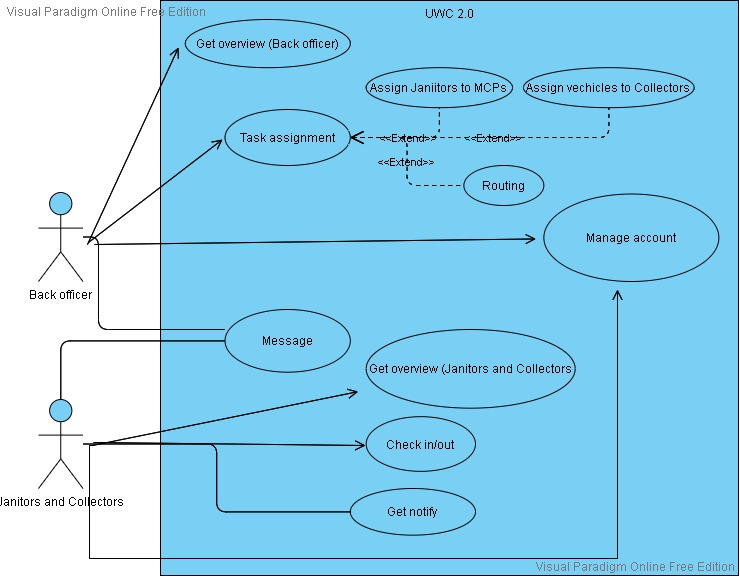 Visual Paradigm Online Free Edition
UWC 2.0
Get overview (Back officer)
Assign Janiitors to MCPs
Assign vechicles to Collectors
Task assignment
<<Extend>>
<<Extend>>
<<Extend>>
Routing
Manage account
Back officer
Message
Get overview (Janitors and Collectors
Check in/out
Janitors and Collectors
Get notify
Visual Paradigm Online Free Edition